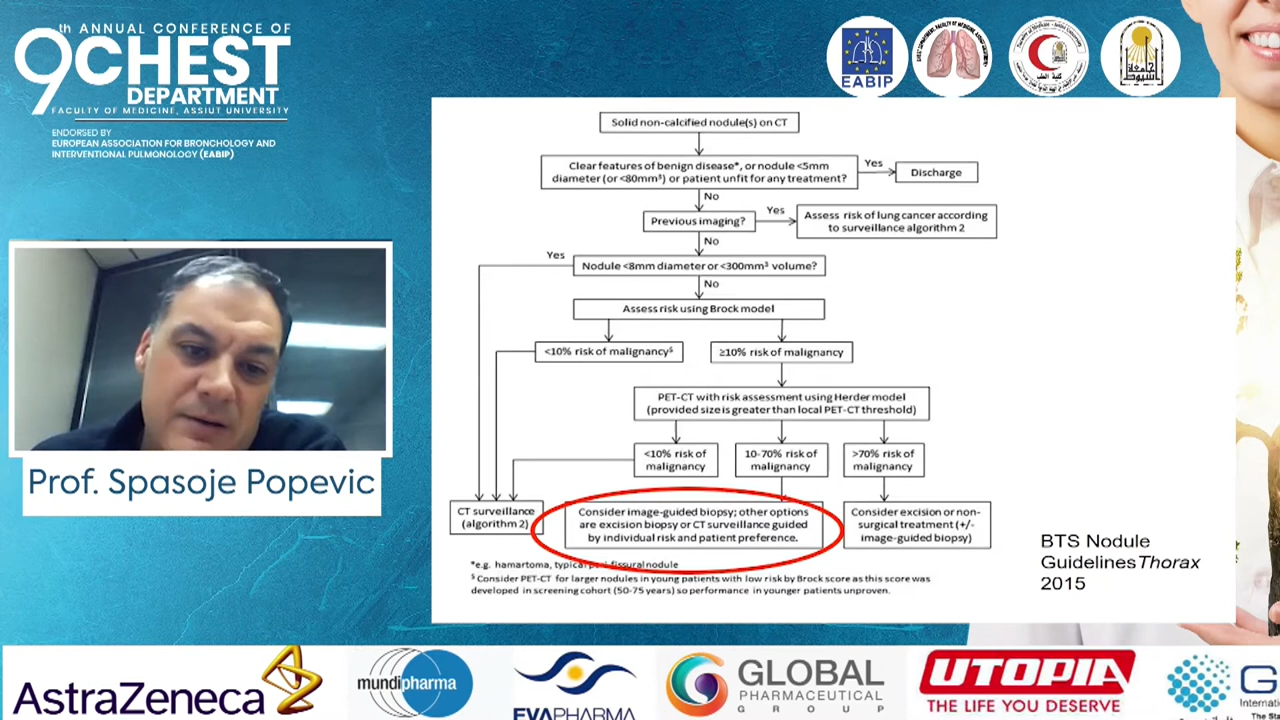 9th ANNUAL CONFERENCE OF
CHEST
DEPARTMENT
FACULTY OF MEDICINE, ASSIUT UNIVERSITY
ENDORSED BY
EUROPEAN ASSOCIATION FOR BRONCHOLOGY AND
INTERVENTIONAL PULMONOLOGY (EABIP)
EABIP
كلية الطب
جامعة أسيوط
Solid non-calcified nodule(s) on CT
Clear features of benign disease*, or nodule <5mm
diameter (or <80mm³) or patient unfit for any treatment?
Yes
Discharge
No
Previous imaging?
Yes
Assess risk of lung cancer according
to surveillance algorithm 2
No
Yes
Nodule <8mm diameter or <300mm³ volume?
No
Assess risk using Brock model
<10% risk of malignancy$
≥10% risk of malignancy
PET-CT with risk assessment using Herder model
(provided size is greater than local PET-CT threshold)
<10% risk of
malignancy
10-70% risk of
malignancy
>70% risk of
malignancy
CT surveillance
(algorithm 2)
Consider image-guided biopsy; other options
are excision biopsy or CT surveillance guided
by individual risk and patient preference.
Consider excision or non-
surgical treatment (+/-
image-guided biopsy)
*e.g. hamartoma, typical peri-fissural nodule
$ Consider PET-CT for larger nodules in young patients with low risk by Brock score as this score was
developed in screening cohort (50-75 years) so performance in younger patients unproven.
BTS Nodule
Guidelines Thorax
2015
Prof. Spasoje Popevic
AstraZeneca
mundipharma
EVAPHARMA
GLOBAL
PHARMACEUTICAL
GROUP
UTOPIA
THE LIFE YOU DESERVE
G
Internati